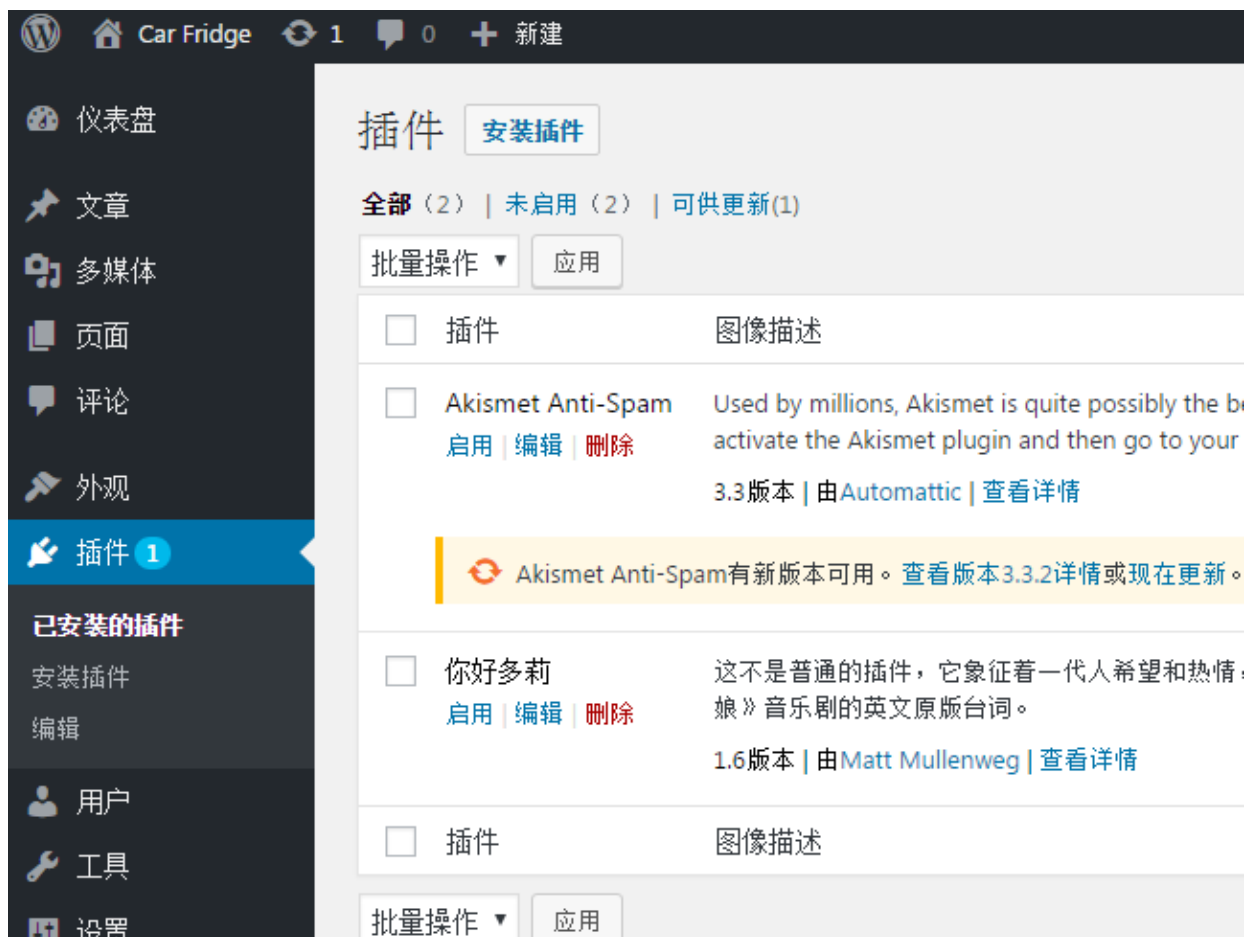 Car Fridge 1 0 新建
仪表盘
文章
多媒体
页面
评论
外观
插件 1
已安装的插件
安装插件
编辑
用户
工具
设置
插件 安装插件
全部（2） | 未启用（2） | 可供更新(1)
批量操作 应用
插件 图像描述
Akismet Anti-Spam
启用 | 编辑 | 删除
Used by millions, Akismet is quite possibly the
activate the Akismet plugin and then go to your
3.3版本 | 由Automattic | 查看详情
Akismet Anti-Spam有新版本可用。查看版本3.3.2详情或现在更新。
你好多莉
启用 | 编辑 | 删除
这不是普通的插件，它象征着一代人希望和热情，
娘》音乐剧的英文原版台词。
1.6版本 | 由Matt Mullenweg | 查看详情
插件 图像描述
批量操作 应用